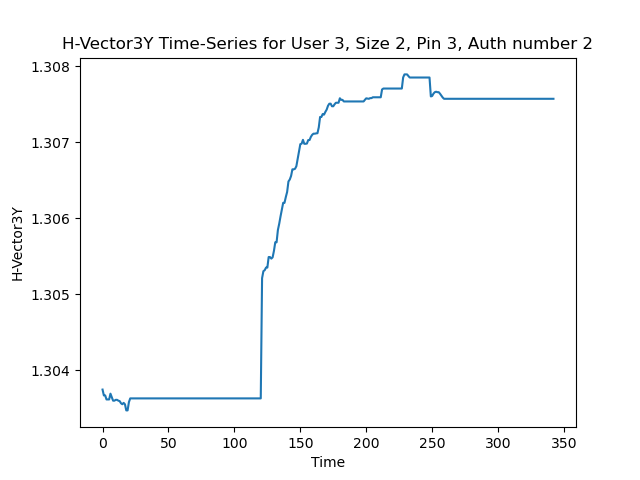 H-Vector3Y Time-Series for User 3, Size 2, Pin 3, Auth number 2
1.308
1.307
1.306
1.305
1.304
H-Vector3Y
0 50 100 150 200 250 300 350
Time